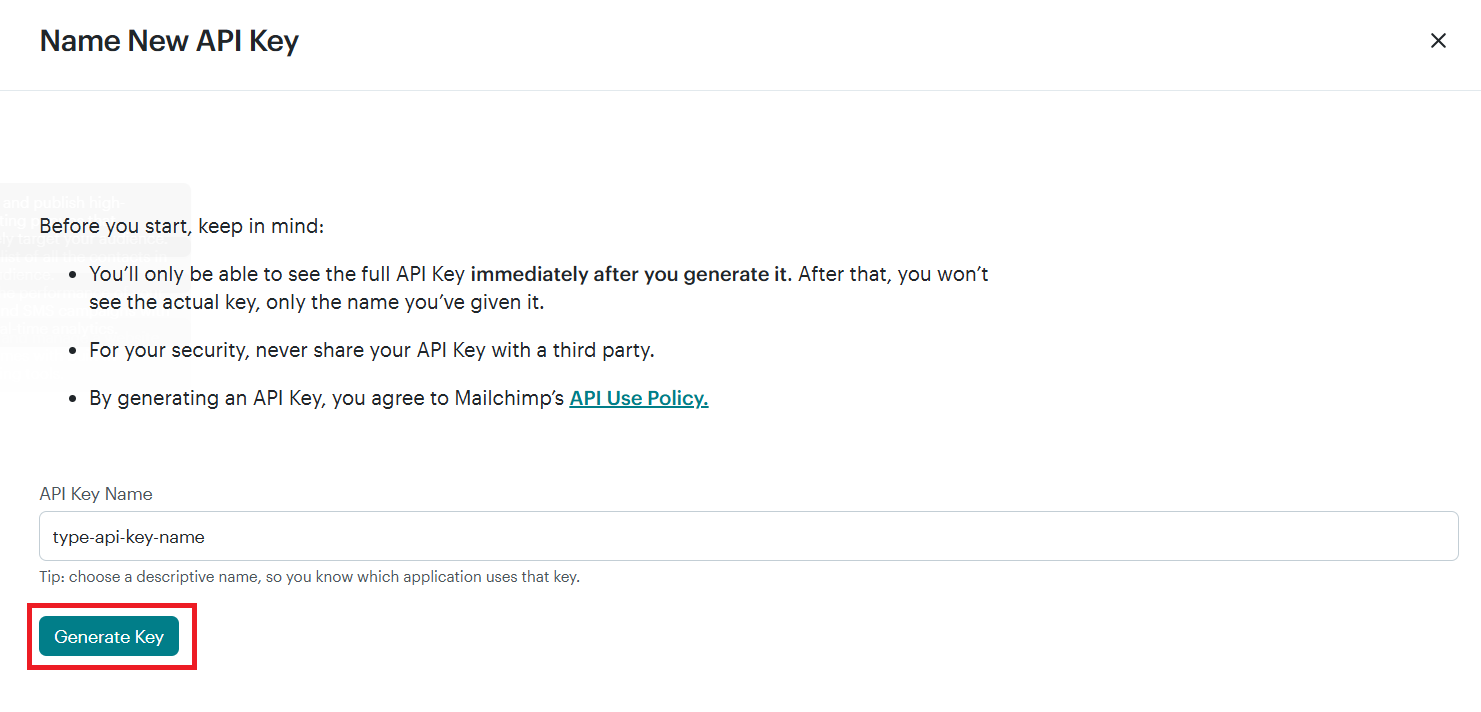 Name New API Key
and publish high
Before you start, keep in mind:
You’ll only be able to see the full API Key immediately after you generate it. After that, you won’t
see the actual key, only the name you’ve given it.
For your security, never share your API Key with a third party.
By generating an API Key, you agree to Mailchimp’s API Use Policy.
API Key Name
type-api-key-name
Tip: choose a descriptive name, so you know which application uses that key.
Generate Key